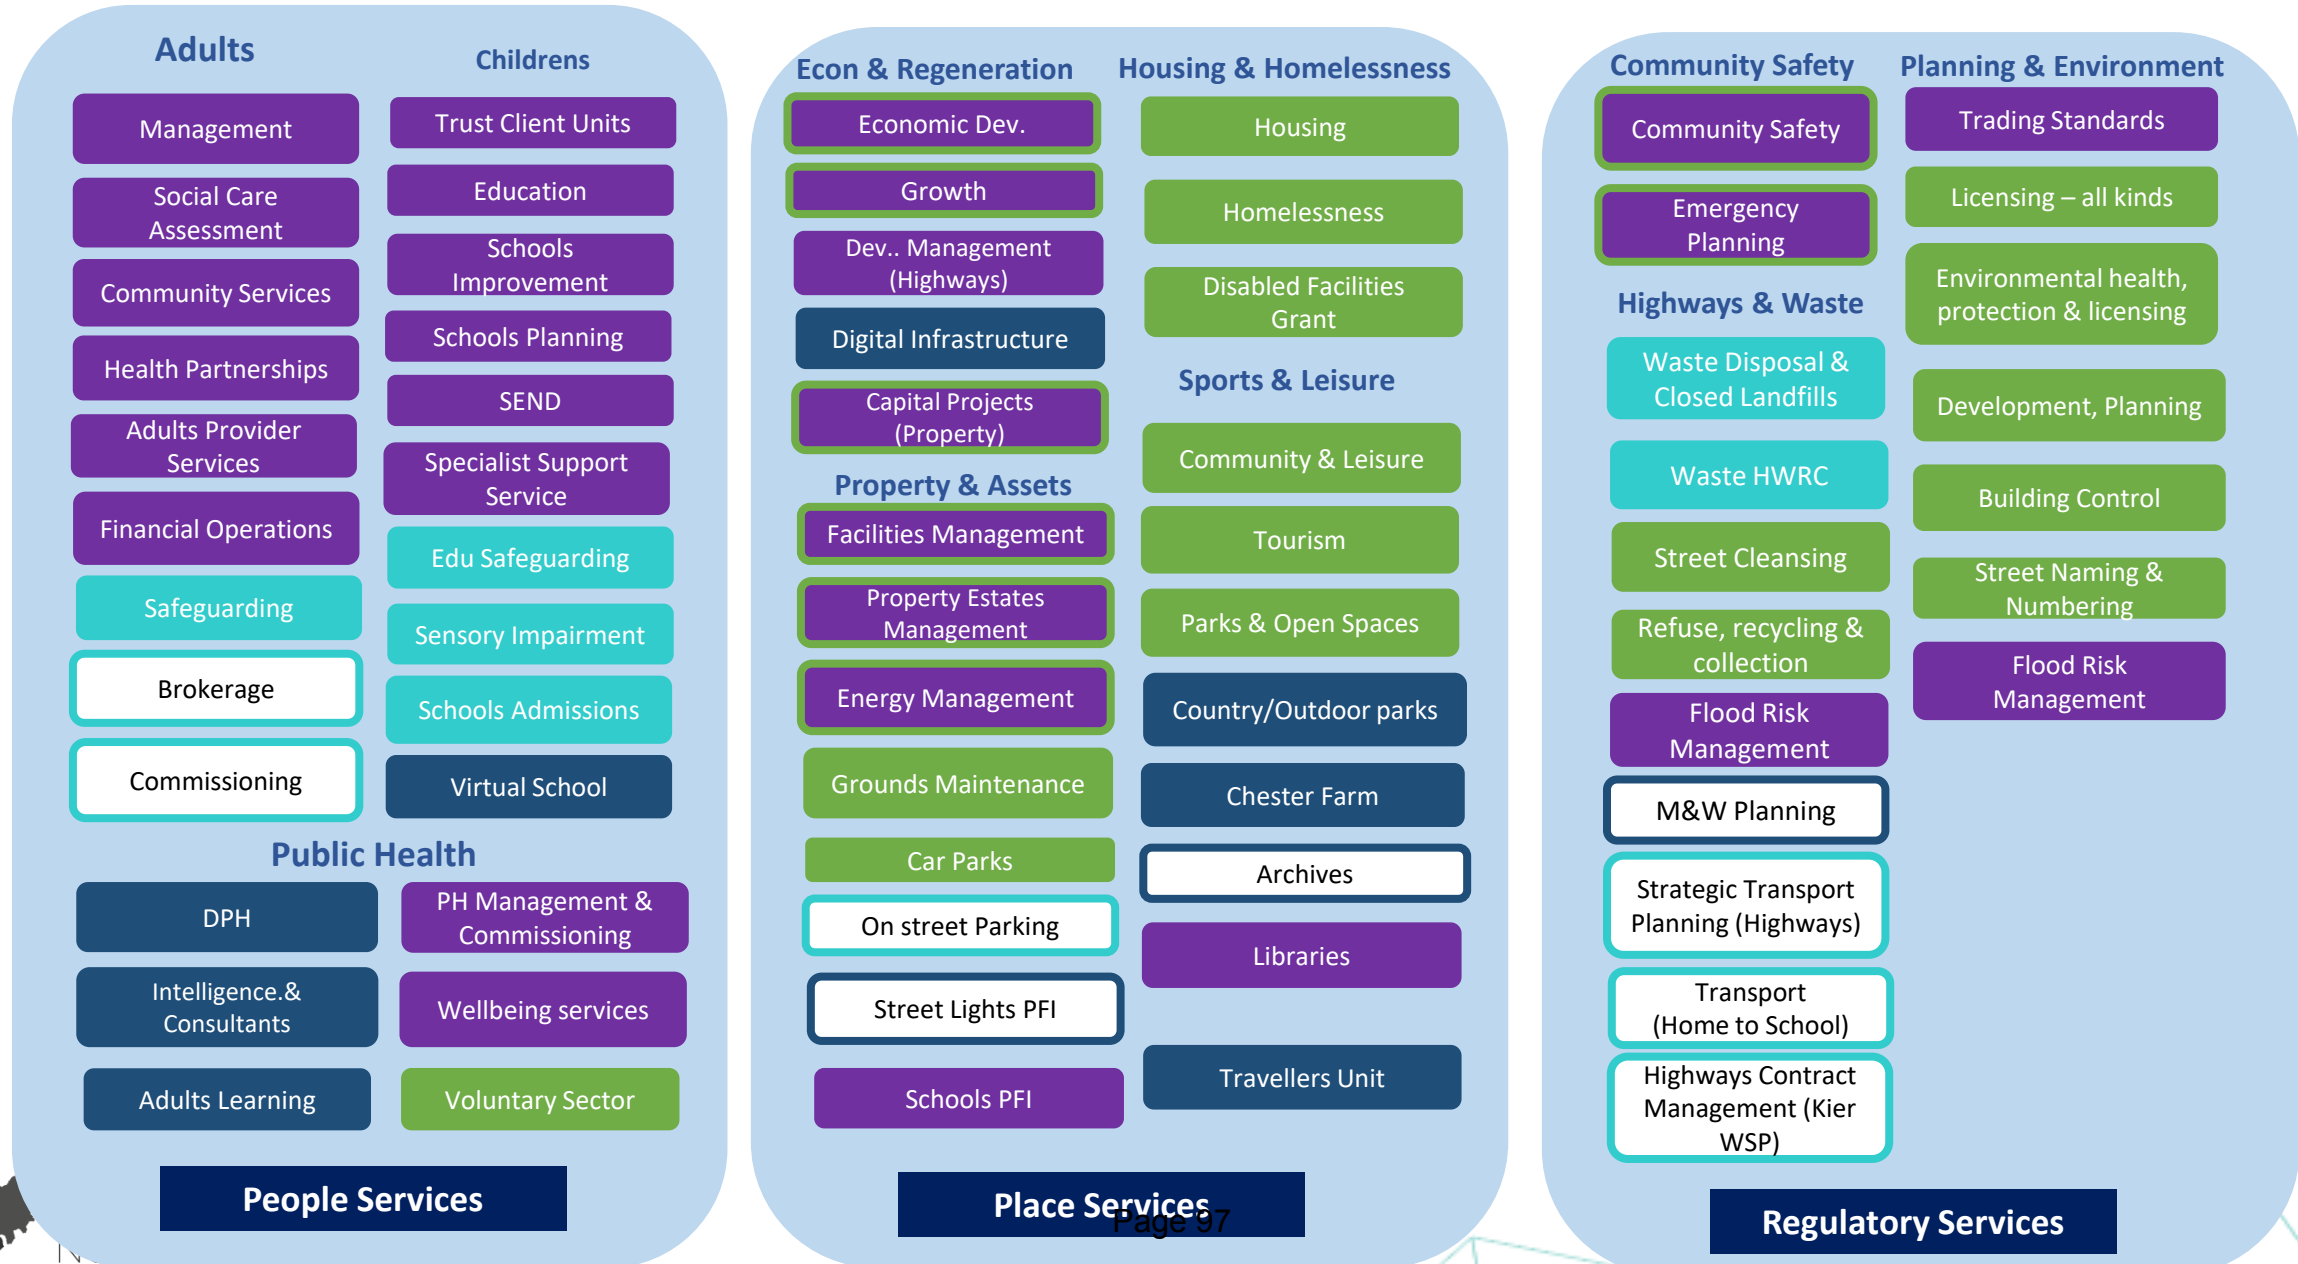 Adults
Management
Social Care
Assessment
Community Services
Health Partnerships
Adults Provider
Services
Financial Operations
Safeguarding
Brokerage
Commissioning
Childrens
Trust Client Units
Education
Schools
Improvement
Schools Planning
SEND
Specialist Support
Service
Edu Safeguarding
Sensory Impairment
Schools Admissions
Virtual School
Public Health
DPH
Intelligence.&
Consultants
Adults Learning
PH Management &
Commissioning
Wellbeing services
Voluntary Sector
People Services
Econ & Regeneration
Economic Dev.
Growth
Dev.. Management
(Highways)
Digital Infrastructure
Capital Projects
(Property)
Property & Assets
Facilities Management
Property Estates
Management
Energy Management
Grounds Maintenance
Car Parks
On street Parking
Street Lights PFI
Schools PFI
Housing & Homelessness
Housing
Homelessness
Disabled Facilities
Grant
Sports & Leisure
Community & Leisure
Tourism
Parks & Open Spaces
Country/Outdoor parks
Chester Farm
Archives
Libraries
Travellers Unit
Place Services
Page 97
Community Safety
Community Safety
Emergency
Planning
Highways & Waste
Waste Disposal &
Closed Landfills
Waste HWRC
Street Cleansing
Refuse, recycling &
collection
Flood Risk
Management
M&W Planning
Strategic Transport
Planning (Highways)
Transport
(Home to School)
Highways Contract
Management (Kier
WSP)
Planning & Environment
Trading Standards
Licensing – all kinds
Environmental health,
protection & licensing
Development, Planning
Building Control
Street Naming &
Numbering
Flood Risk
Management
Regulatory Services